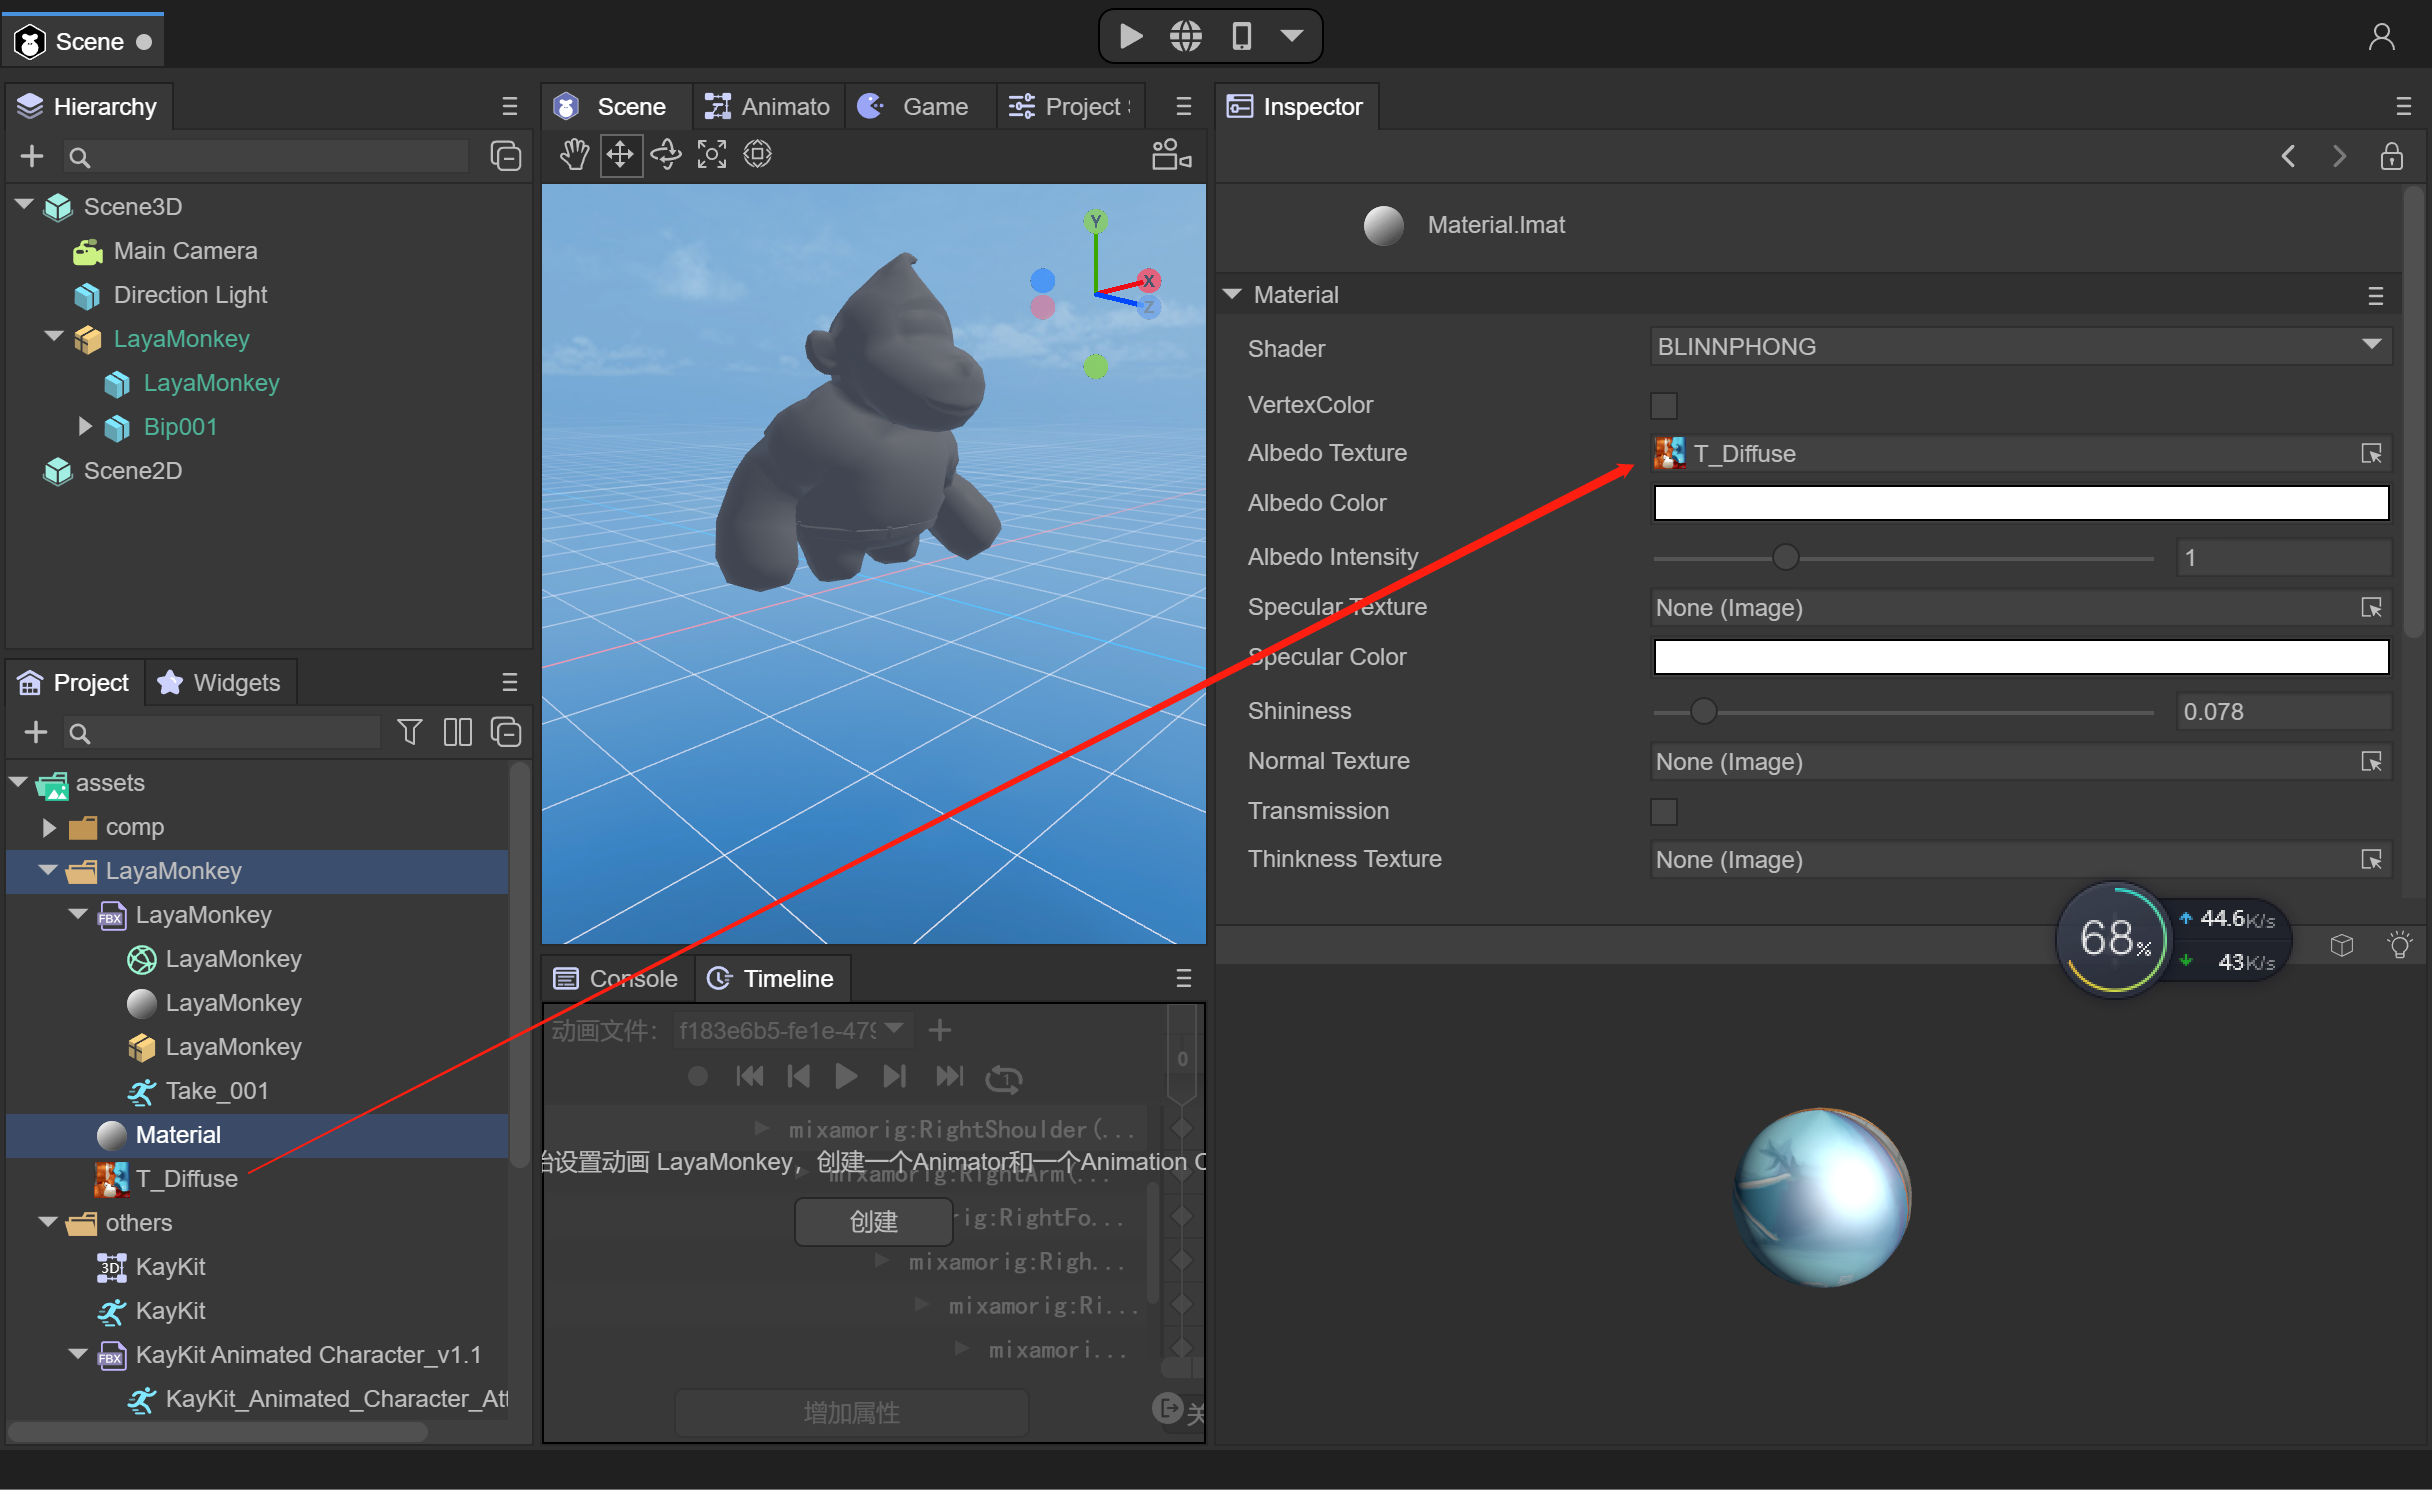 Scene
Hierarchy
Scene3D
Main Camera
Direction Light
LayaMonkey
LayaMonkey
Bip001
Scene2D
Project
Widgets
assets
comp
LayaMonkey
FBX LayaMonkey
LayaMonkey
LayaMonkey
LayaMonkey
Take_001
Material
T_Diffuse
others
3D KayKit
KayKit
FBX KayKit Animated Character_v1.1
KayKit_Animated_Character_Att
Scene
Animato
Game
Project
Y
X
Z
Console
Timeline
动画文件:
f183e6b5-fe1e-479
0
1
mixamorig:RightShoulder(...
设置动画 LayaMonkey，创建一个Animator和一个Animation C
mixamorig:RightArm(...
创建
rig:RightFo...
mixamorig:Righ...
mixamorig:Ri...
mixamori...
增加属性
关
Inspector
Material.lmat
Material
Shader
BLINNPHONG
VertexColor
Albedo Texture
T_Diffuse
Albedo Color
Albedo Intensity
1
Specular Texture
None (Image)
Specular Color
Shininess
0.078
Normal Texture
None (Image)
Transmission
Thinkness Texture
None (Image)
68%
44.6K/s
43K/s